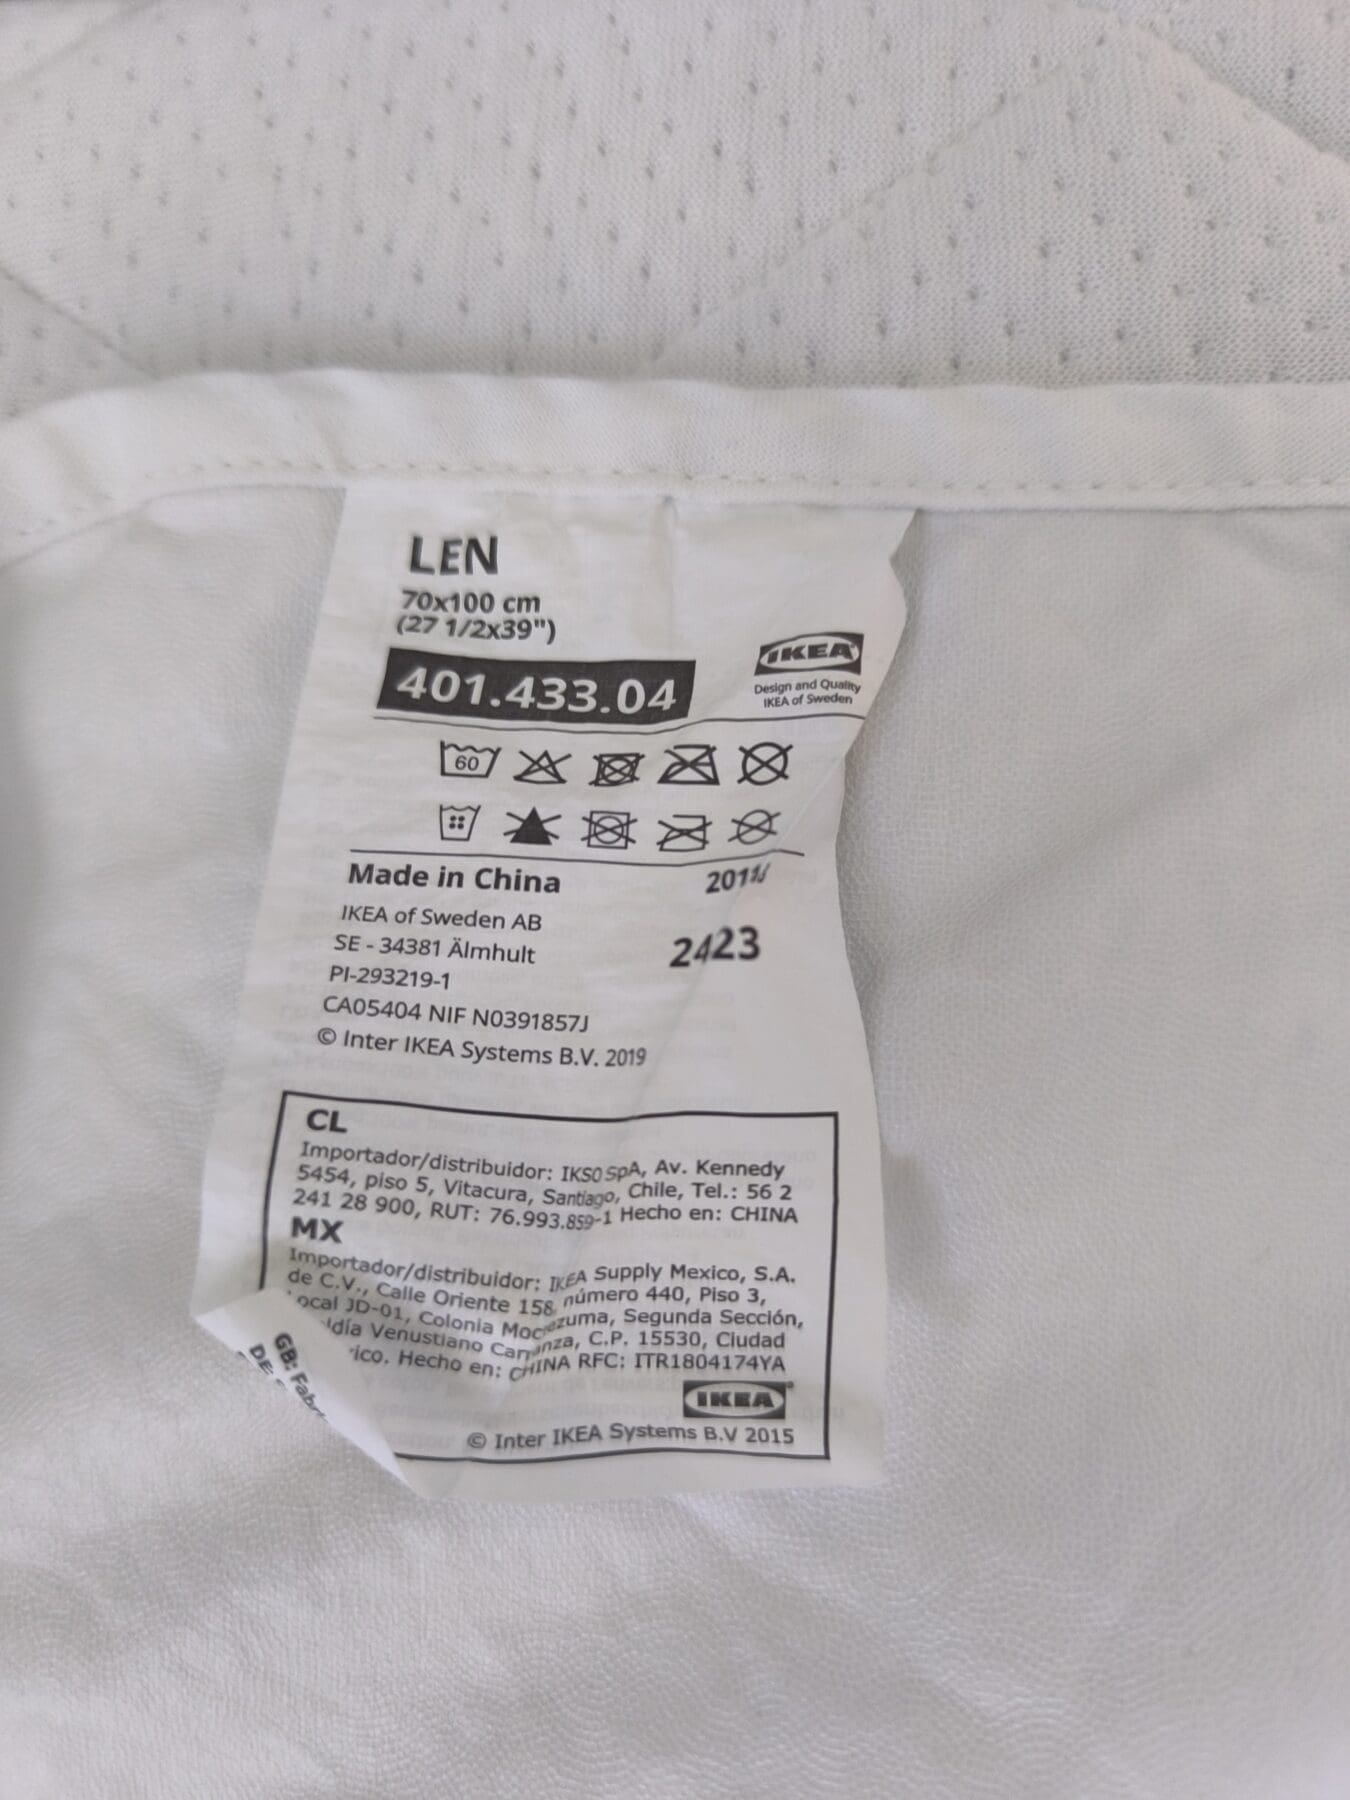 LEN
70x100 cm
(27 1/2x39")
401.433.04
IKEA
Design and Quality
IKEA of Sweden
60
Made in China
IKEA of Sweden AB
SE - 34381 Älmhult
PI-293219-1
CA05404 NIF N0391857J
© Inter IKEA Systems B.V. 2019
2423
CL
Importador/distribuidor: IKSO SpA, Av. Kennedy
5454, piso 5, Vitacura, Santiago, Chile, Tel.: 56 2
241 28 900, RUT: 76.993.859-1 Hecho en: CHINA
MX
Importador/distribuidor: IKEA Supply Mexico, S.A.
de C.V., Calle Oriente 158, número 440, Piso 3,
JD-01, Colonia Segunda Sección,
Venustiano Carranza, C.P. 15530, Ciudad
Hecho en: CHINA RFC: ITR1804174YA
IKEA
© Inter IKEA Systems B.V 2015
GB:
DE: